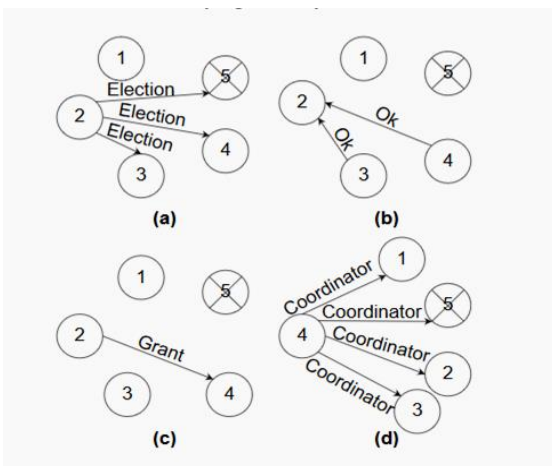 1
5
Election
2
Election
Election
4
3
(a)
1
5
2
Ok
Ok
4
3
(b)
1
5
2
Grant
3
4
(c)
1
Coordinator
5
Coordinator
4
Coordinator
2
Coordinator
3
(d)